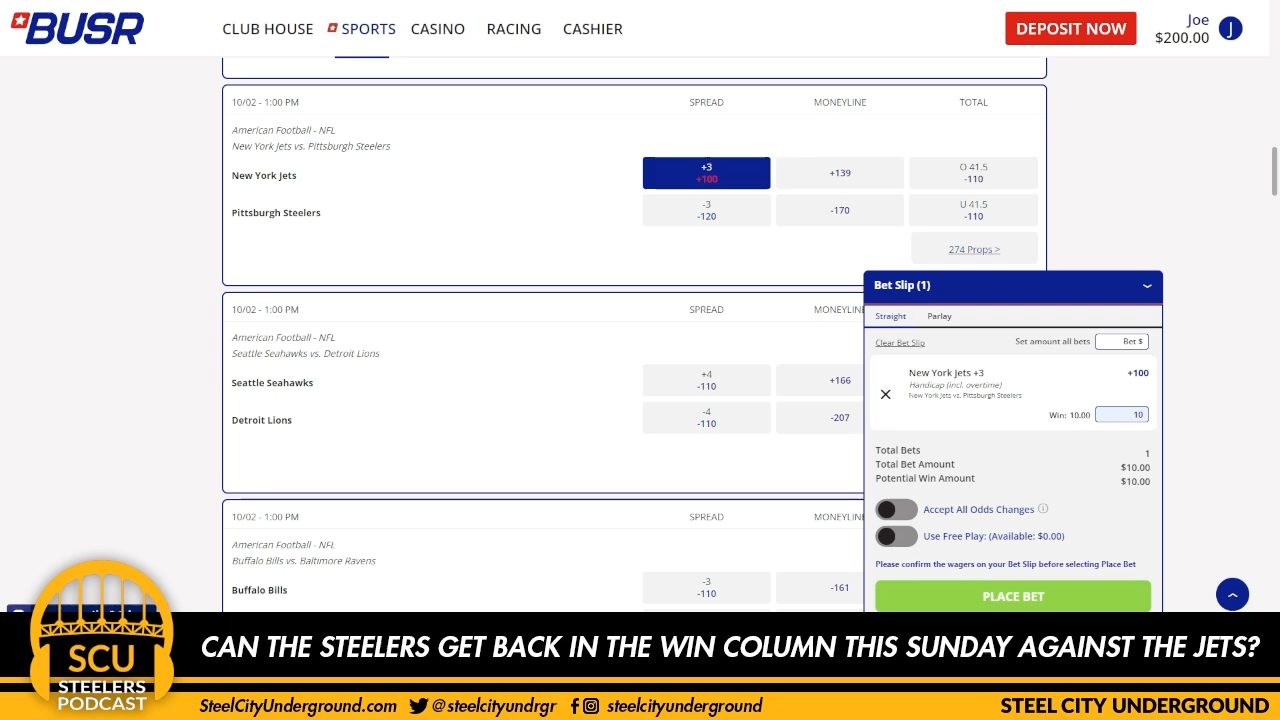 BUSR
CLUB HOUSE SPORTS CASINO RACING CASHIER
DEPOSIT NOW
Joe
$200.00
J
10/02 - 1:00 PM SPREAD MONEYLINE TOTAL
American Football - NFL
New York Jets vs. Pittsburgh Steelers
New York Jets
+3
+100
+139
O 41.5
-110
Pittsburgh Steelers
-3
-120
-170
U 41.5
-110
274 Props >
10/02 - 1:00 PM SPREAD MONEYLINE
American Football - NFL
Seattle Seahawks vs. Detroit Lions
Seattle Seahawks
+4
-110
+166
Detroit Lions
-4
-110
-207
10/02 - 1:00 PM SPREAD MONEYLINE
American Football - NFL
Buffalo Bills vs. Baltimore Ravens
Buffalo Bills
-3
-110
-161
Bet Slip (1)
Straight Parlay
Clear Bet Slip Set amount all bets Bet $
New York Jets +3 +100
Handicap (incl. overtime)
New York Jets vs. Pittsburgh Steelers
Win: 10.00 10
Total Bets 1
Total Bet Amount $10.00
Potential Win Amount $10.00
Accept All Odds Changes
Use Free Play: (Available: $0.00)
Please confirm the wagers on your Bet Slip before selecting Place Bet
PLACE BET
SCU
STEELERS
PODCAST
CAN THE STEELERS GET BACK IN THE WIN COLUMN THIS SUNDAY AGAINST THE JETS?
SteelCityUnderground.com @steelcityundrgr steelcityunderground
STEEL CITY UNDERGROUND